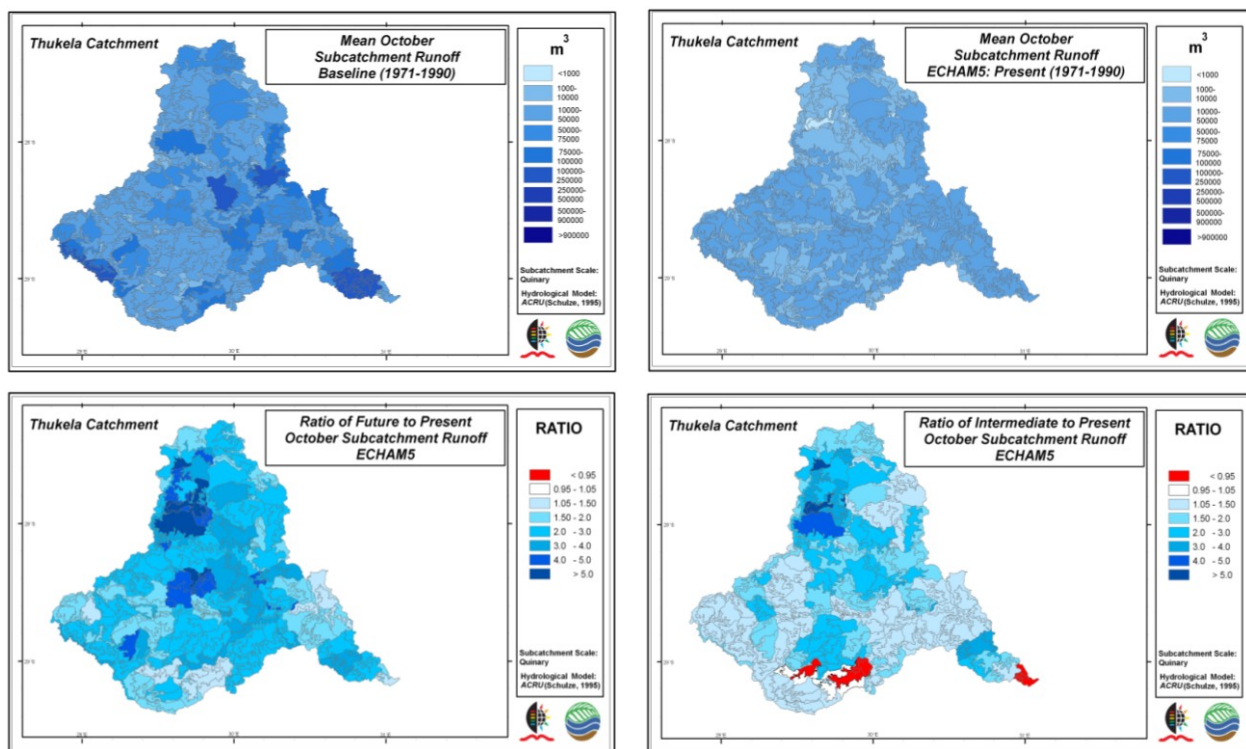 Thukela Catchment
Mean October
Subcatchment Runoff
Baseline (1971-1990)
m³
<1000
1000-
10000
10000-
50000
50000-
75000
75000-
100000
100000-
250000
250000-
500000
500000-
900000
>900000
Subcatchment Scale:
Quinary
Hydrological Model:
ACRU (Schulze, 1995)
Thukela Catchment
Mean October
Subcatchment Runoff
ECHAM5: Present (1971-1990)
m³
<1000
1000-
10000
10000-
50000
50000-
75000
75000-
100000
100000-
250000
250000-
500000
500000-
900000
>900000
Subcatchment Scale:
Quinary
Hydrological Model:
ACRU (Schulze, 1995)
Thukela Catchment
Ratio of Future to Present
October Subcatchment Runoff
ECHAM5
RATIO
< 0.95
0.95 - 1.05
1.05 - 1.50
1.50 - 2.0
2.0 - 3.0
3.0 - 4.0
4.0 - 5.0
> 5.0
Subcatchment Scale:
Quinary
Hydrological Model:
ACRU (Schulze, 1995)
Thukela Catchment
Ratio of Intermediate to Present
October Subcatchment Runoff
ECHAM5
RATIO
< 0.95
0.95 - 1.05
1.05 - 1.50
1.50 - 2.0
2.0 - 3.0
3.0 - 4.0
4.0 - 5.0
> 5.0
Subcatchment Scale:
Quinary
Hydrological Model:
ACRU (Schulze, 1995)